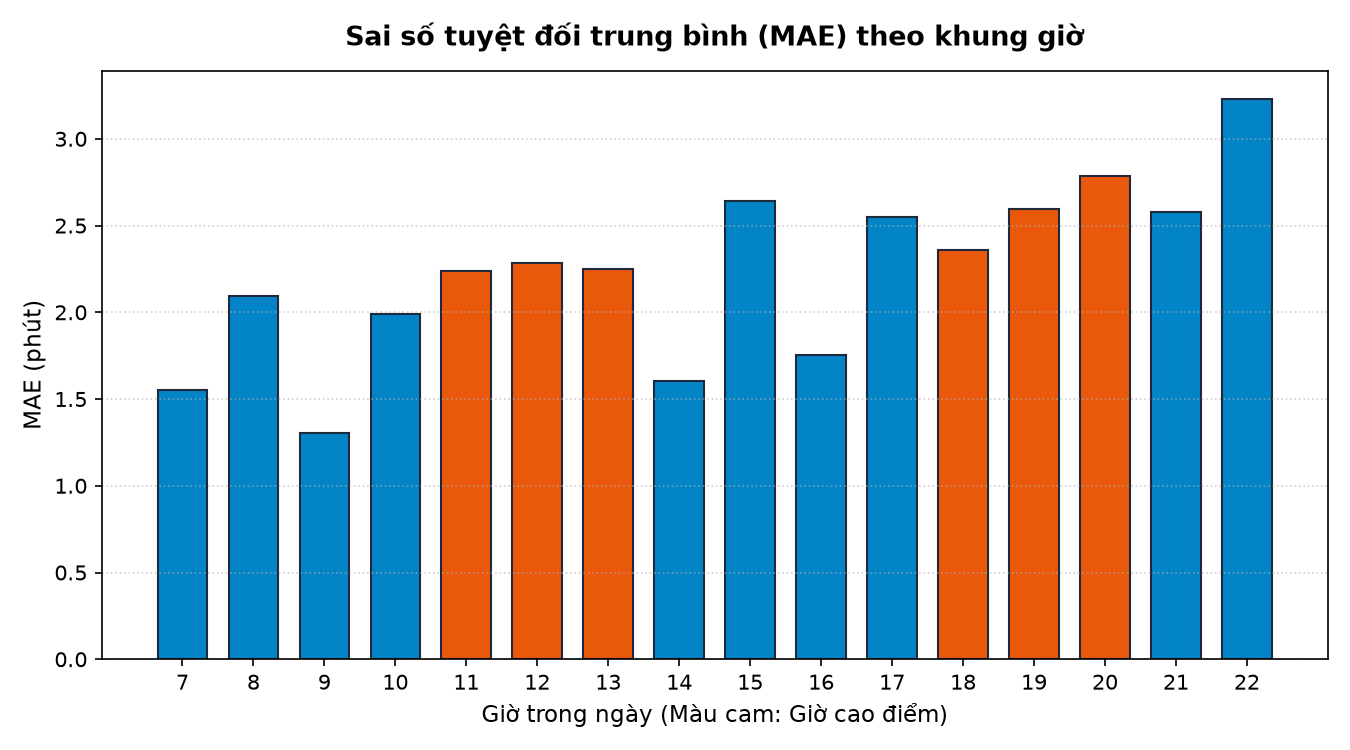 Sai số tuyệt đối trung bình (MAE) theo khung giờ
MAE (phút)
3.0
2.5
2.0
1.5
1.0
0.5
0.0
7 8 9 10 11 12 13 14 15 16 17 18 19 20 21 22
Giờ trong ngày (Màu cam: Giờ cao điểm)